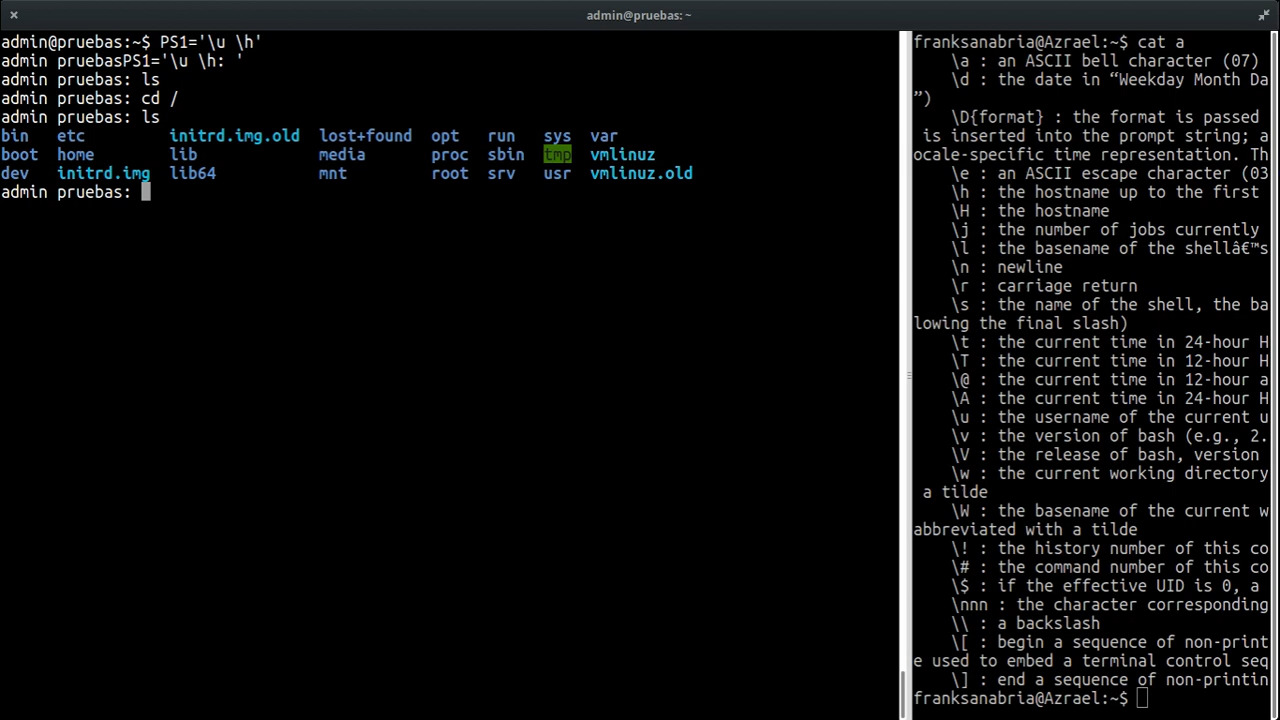 admin@pruebas: ~
admin@pruebas:~$ PS1='\u \h'
admin pruebasPS1='\u \h: '
admin pruebas: ls
admin pruebas: cd /
admin pruebas: ls
bin etc initrd.img.old lost+found opt run sys var
boot home lib media proc sbin tmp vmlinuz
dev initrd.img lib64 mnt root srv usr vmlinuz.old
admin pruebas:
franksanabria@Azrael:~$ cat a
\a : an ASCII bell character (07)
\d : the date in “Weekday Month Da
”)
\D{format} : the format is passed
is inserted into the prompt string; a
ocale-specific time representation. Th
\e : an ASCII escape character (03
\h : the hostname up to the first
\H : the hostname
\j : the number of jobs currently
\l : the basename of the shellâ€™s
\n : newline
\r : carriage return
\s : the name of the shell, the ba
lowing the final slash)
\t : the current time in 24-hour H
\T : the current time in 12-hour H
\@ : the current time in 12-hour a
\A : the current time in 24-hour H
\u : the username of the current u
\v : the version of bash (e.g., 2.
\V : the release of bash, version
\w : the current working directory
a tilde
\W : the basename of the current w
abbreviated with a tilde
\! : the history number of this co
\# : the command number of this co
\$ : if the effective UID is 0, a
\nnn : the character corresponding
\\ : a backslash
\[ : begin a sequence of non-print
e used to embed a terminal control seq
\] : end a sequence of non-printin
franksanabria@Azrael:~$